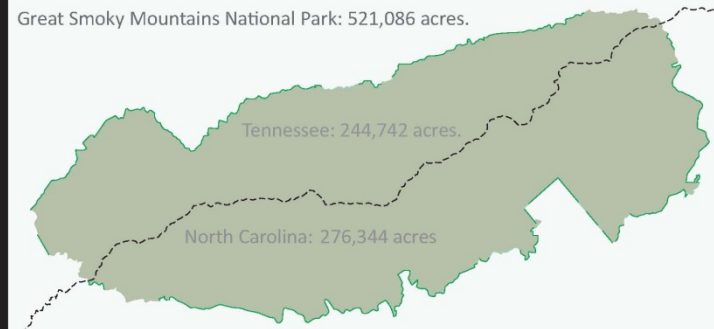 Great Smoky Mountains National Park: 521,086 acres.
Tennessee: 244,742 acres.
North Carolina: 276,344 acres